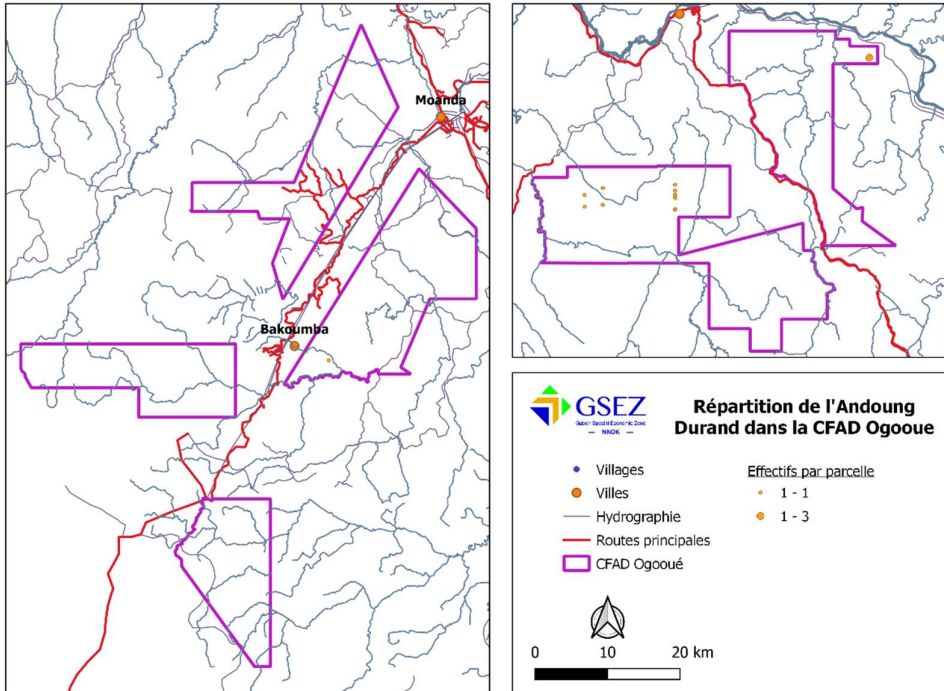 Moanda
Bakoumba
GSEZ
Gabon Special Economic Zone
— NKOK —
Répartition de l'Andoung
Durand dans la CFAD Ogooue
Villages
Villes
Hydrographie
Routes principales
CFAD Ogooué
Effectifs par parcelle
1 - 1
1 - 3
0 10 20 km